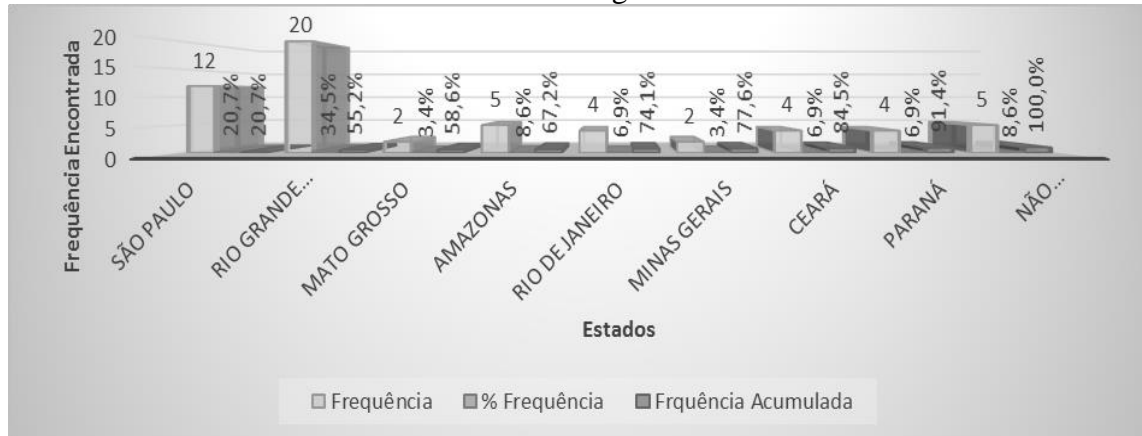 Frequência Encontrada
20
15
10
5
0
12
20,7%
20,7%
20
34,5%
55,2%
2
3,4%
58,6%
5
8,6%
67,2%
4
6,9%
74,1%
2
3,4%
77,6%
4
6,9%
84,5%
4
6,9%
91,4%
5
8,6%
100,0%
SÃO PAULO
RIO GRANDE...
MATO GROSSO
AMAZONAS
RIO DE JANEIRO
MINAS GERAIS
CEARÁ
PARANÁ
NÃO...
Estados
Frequência
% Frequência
Frquência Acumulada